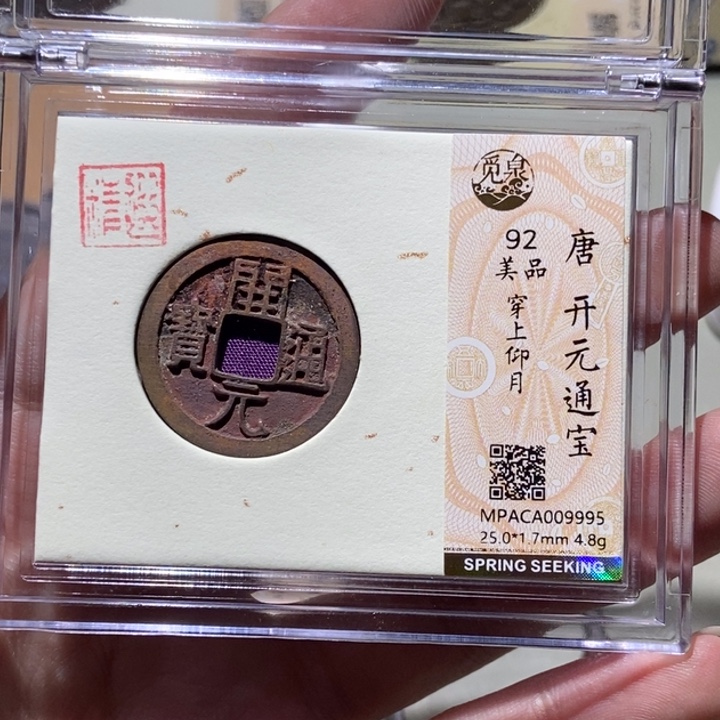 開
通
元
寶
觅泉
92
美品
穿上仰月
唐 开元通宝
MPACA009995
25.0*1.7mm 4.8g
SPRING SEEKING